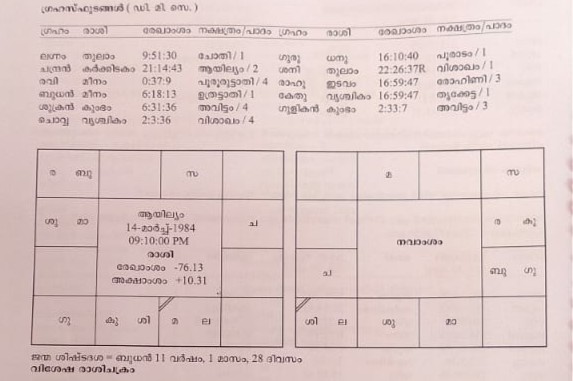 ഗ്രഹസ്ഫുടങ്ങൾ ( ഡി. മി. സെ. )
ഗ്രഹം രാശി രേഖാംശം നക്ഷത്രം/പാദം ഗ്രഹം രാശി രേഖാംശം നക്ഷത്രം/പാദം
ലഗ്നം തുലാം 9:51:30 ചോതി / 1 ഗുരു ധനു 16:10:40 പൂരാടം / 1
ചന്ദ്രൻ കർക്കിടകം 21:14:43 ആയില്യം / 2 ശനി തുലാം 22:26:37R വിശാഖം / 1
രവി മീനം 0:37:9 പൂരുരുട്ടാതി / 4 രാഹു ഇടവം 16:59:47 രോഹിണി / 3
ബുധൻ മീനം 6:18:13 ഉത്രട്ടാതി / 1 കേതു വൃശ്ചികം 16:59:47 തൃക്കേട്ട / 1
ശുക്രൻ കുംഭം 6:31:36 അവിട്ടം / 4 ഗുളികൻ കുംഭം 2:33:7 അവിട്ടം / 3
ചൊവ്വ വൃശ്ചികം 2:3:36 വിശാഖം / 4
ര ബു സ
ശു മാ ച
ആയില്യം
14-മാർച്ച്-1984
09:10:00 PM
രാശി
രേഖാംശം -76.13
അക്ഷാംശം +10.31
ഗു കു ശി മ ല
മ സ
ര കു
നവാംശം
ച ബു ഗു
ശി ല ശു മാ
ജന്മ ശിഷ്ടദശ = ബുധൻ 11 വർഷം, 1 മാസം, 28 ദിവസം
വിശേഷ രാശിചക്രം